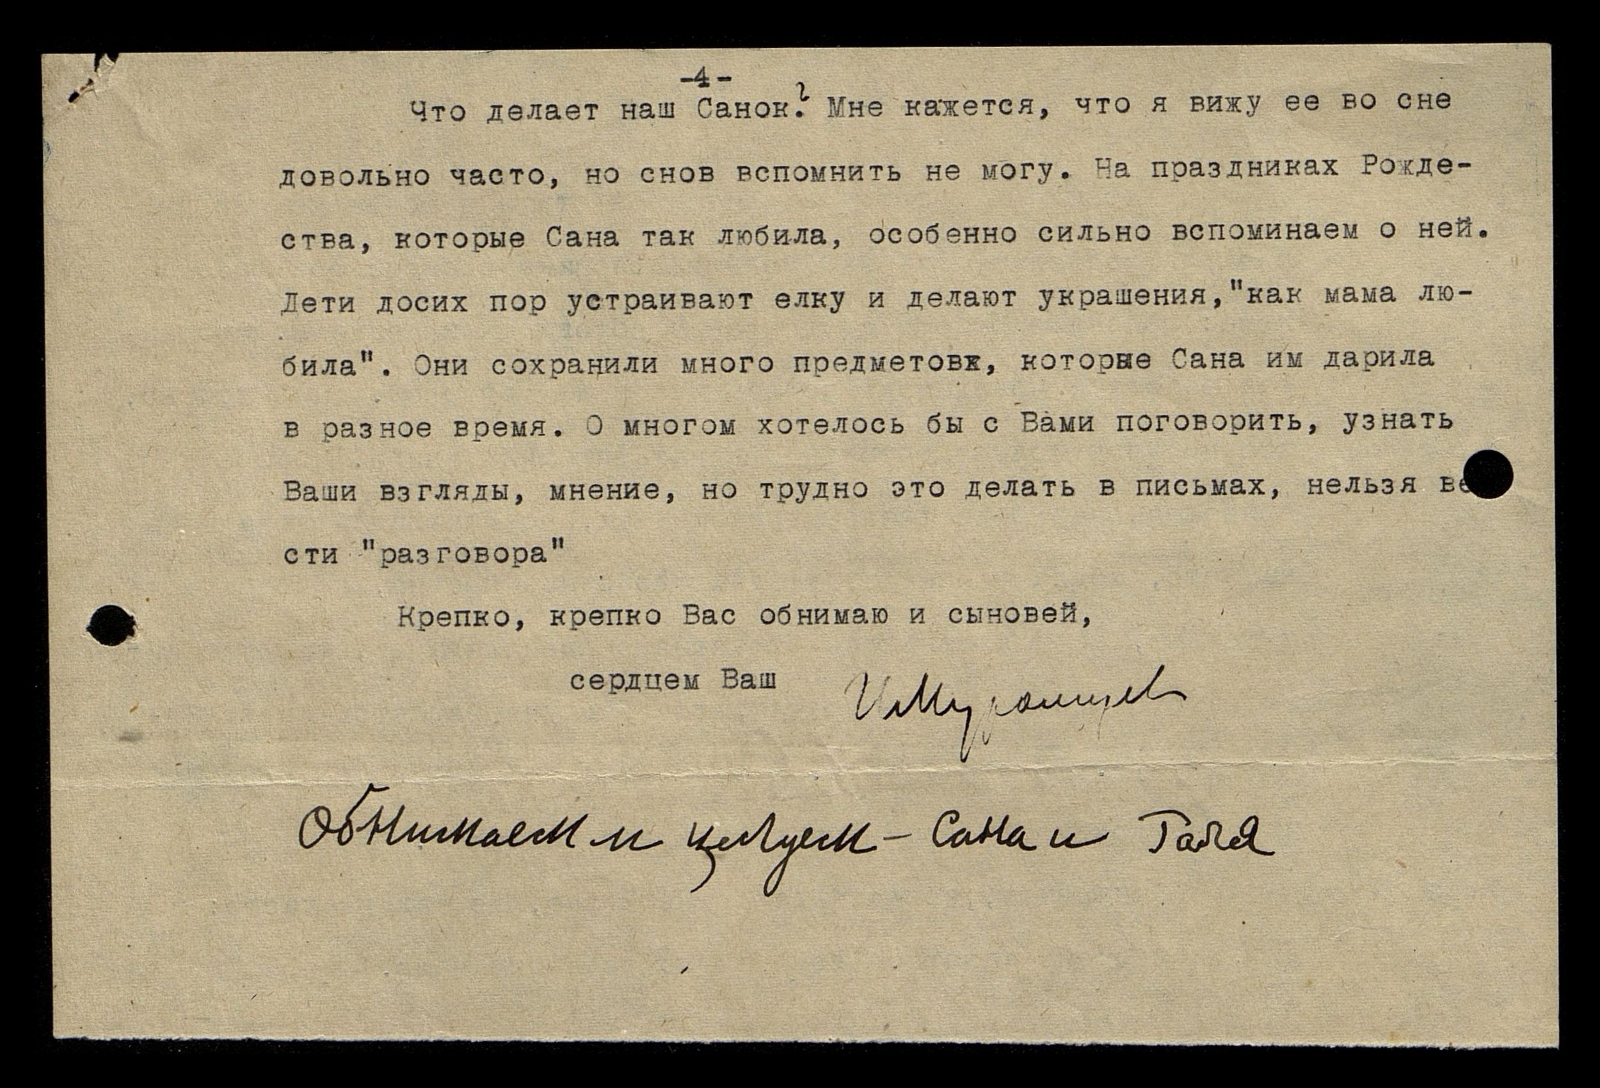 -4-
Что делает наш Санок? Мне кажется, что я вижу ее во сне
довольно часто, но снов вспомнить не могу. На праздниках Рожде-
ства, которые Сана так любила, особенно сильно вспоминаем о ней.
Дети досих пор устраивают елку и делают украшения,"как мама лю-
била". Они сохранили много предметовх, которые Сана им дарила
в разное время. О многом хотелось бы с Вами поговорить, узнать
Ваши взгляды, мнение, но трудно это делать в письмах, нельзя ве
сти "разговора"
Крепко, крепко Вас обнимаю и сыновей,
сердцем Ваш
Обнимаем и целуем - Сана и Галя